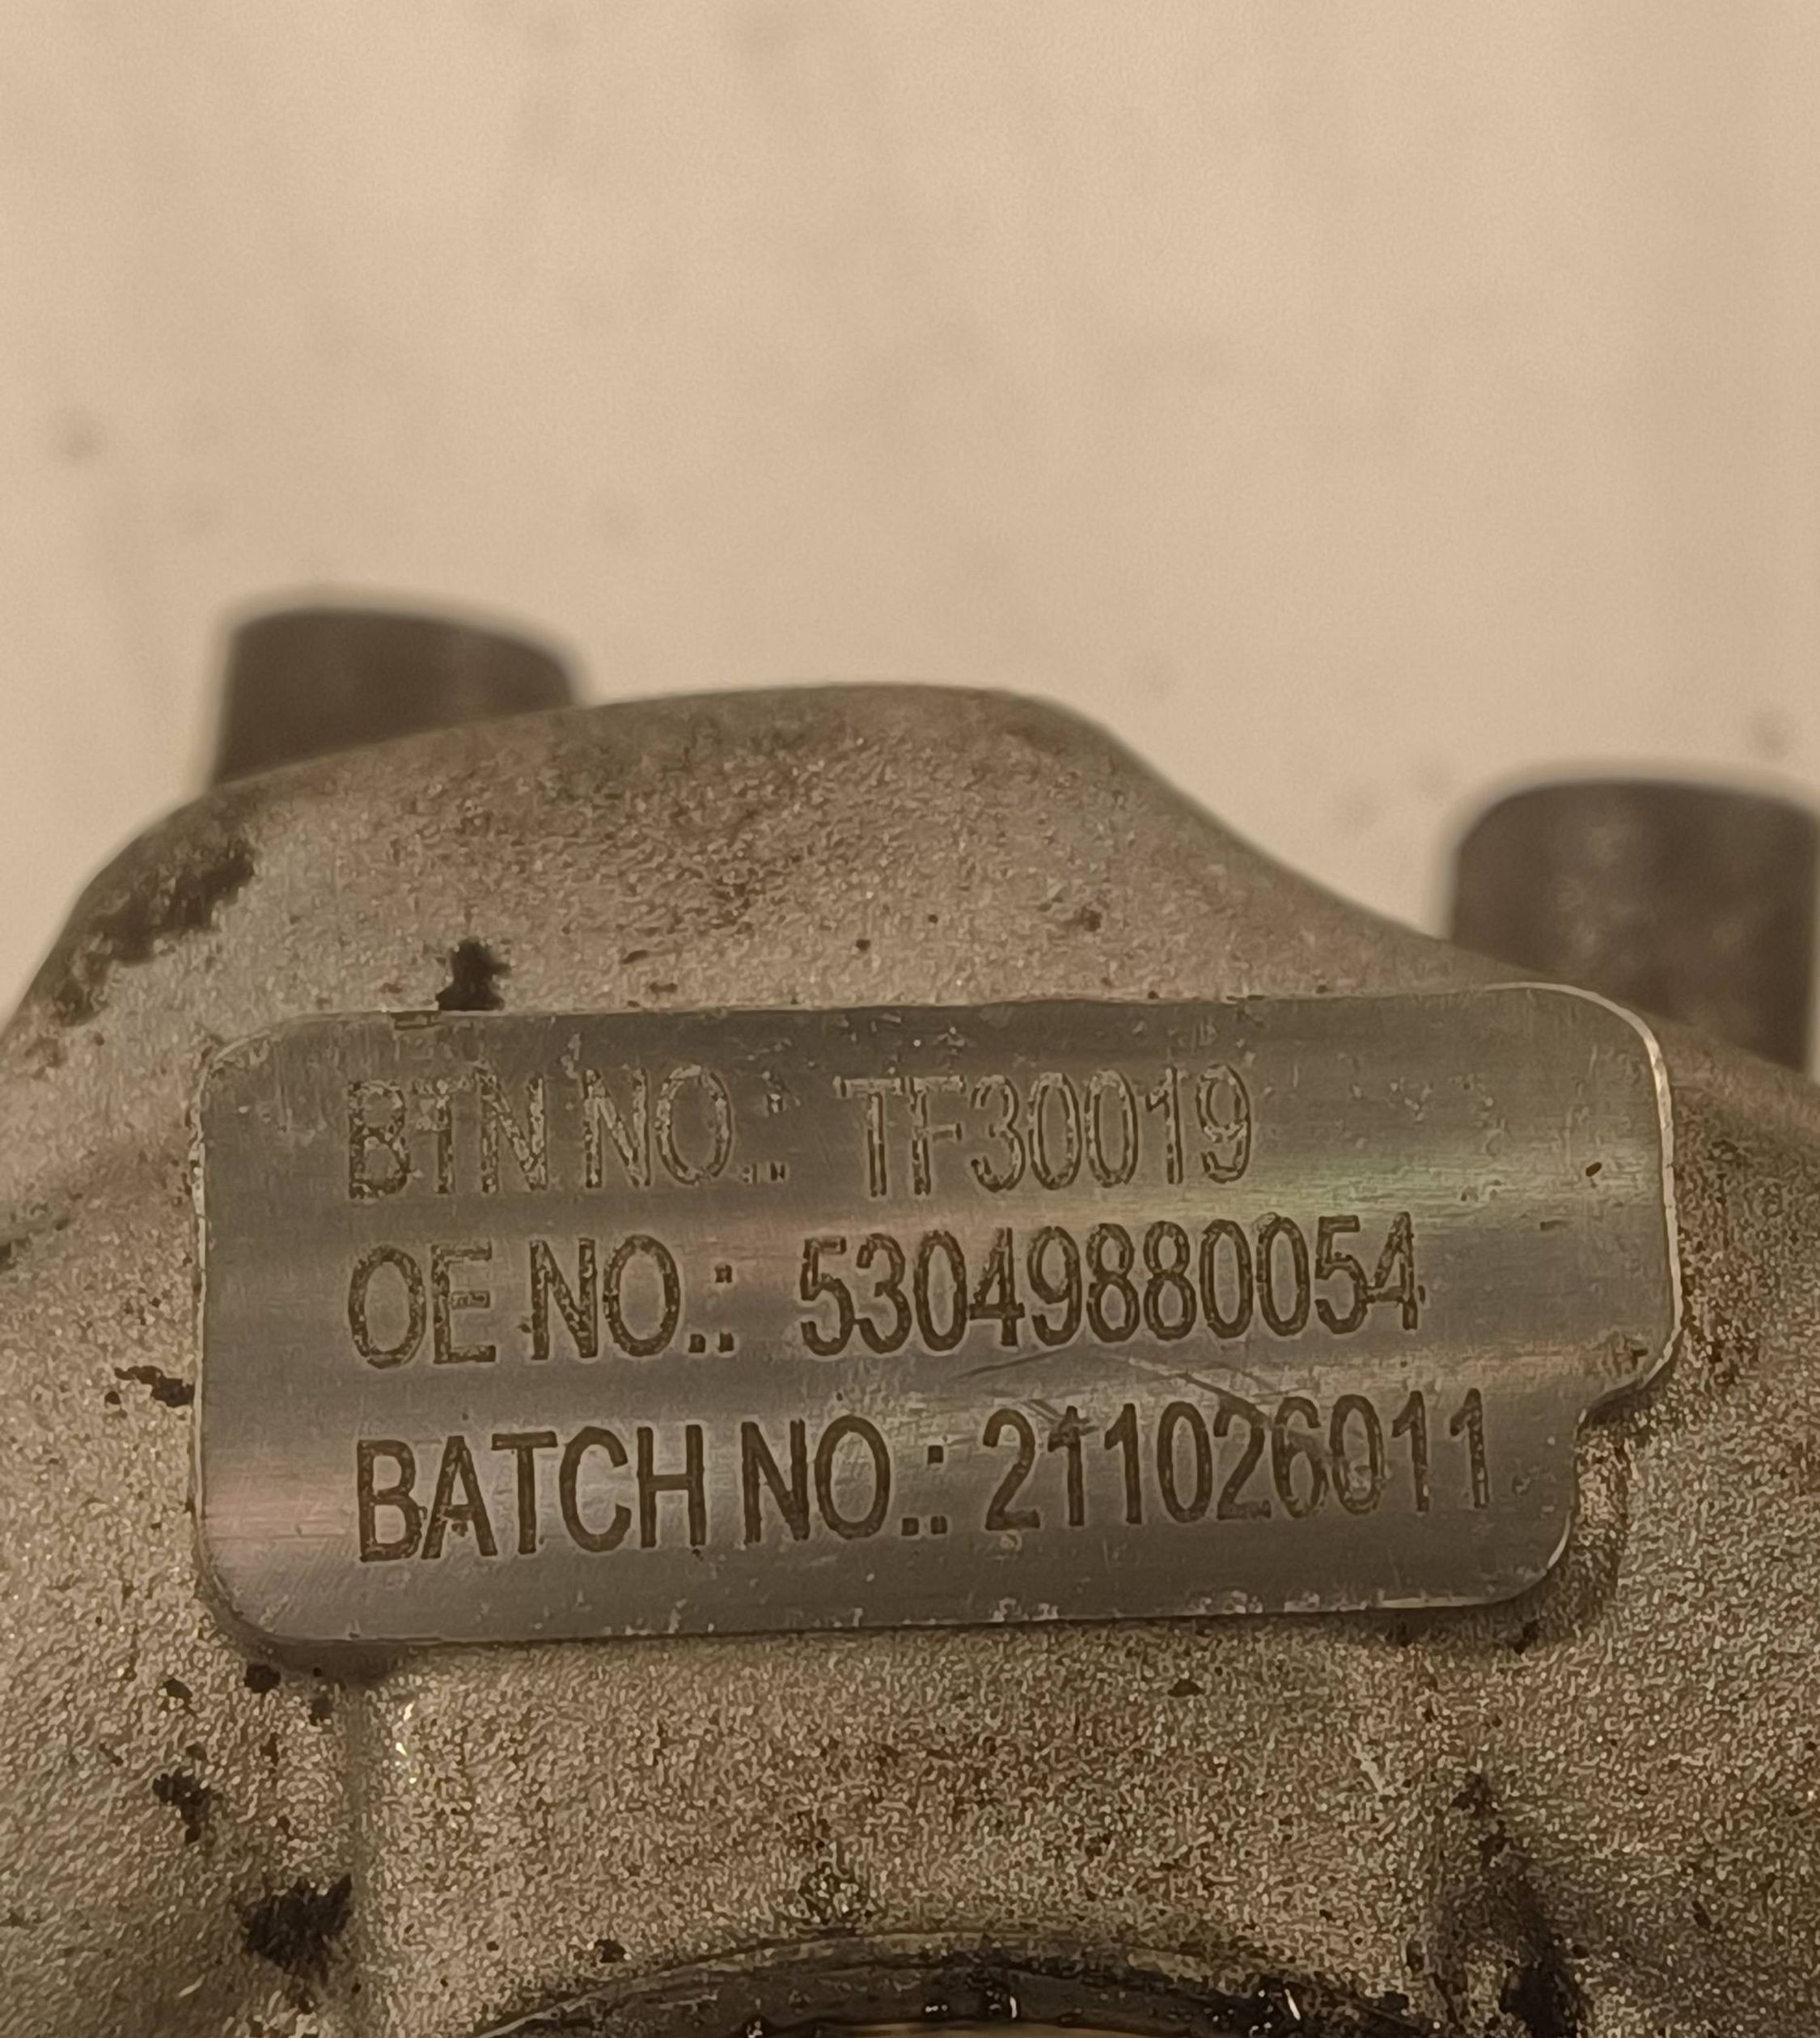 BTN NO.: TF30019
OE NO.: 53049880054
BATCH NO.: 211026011